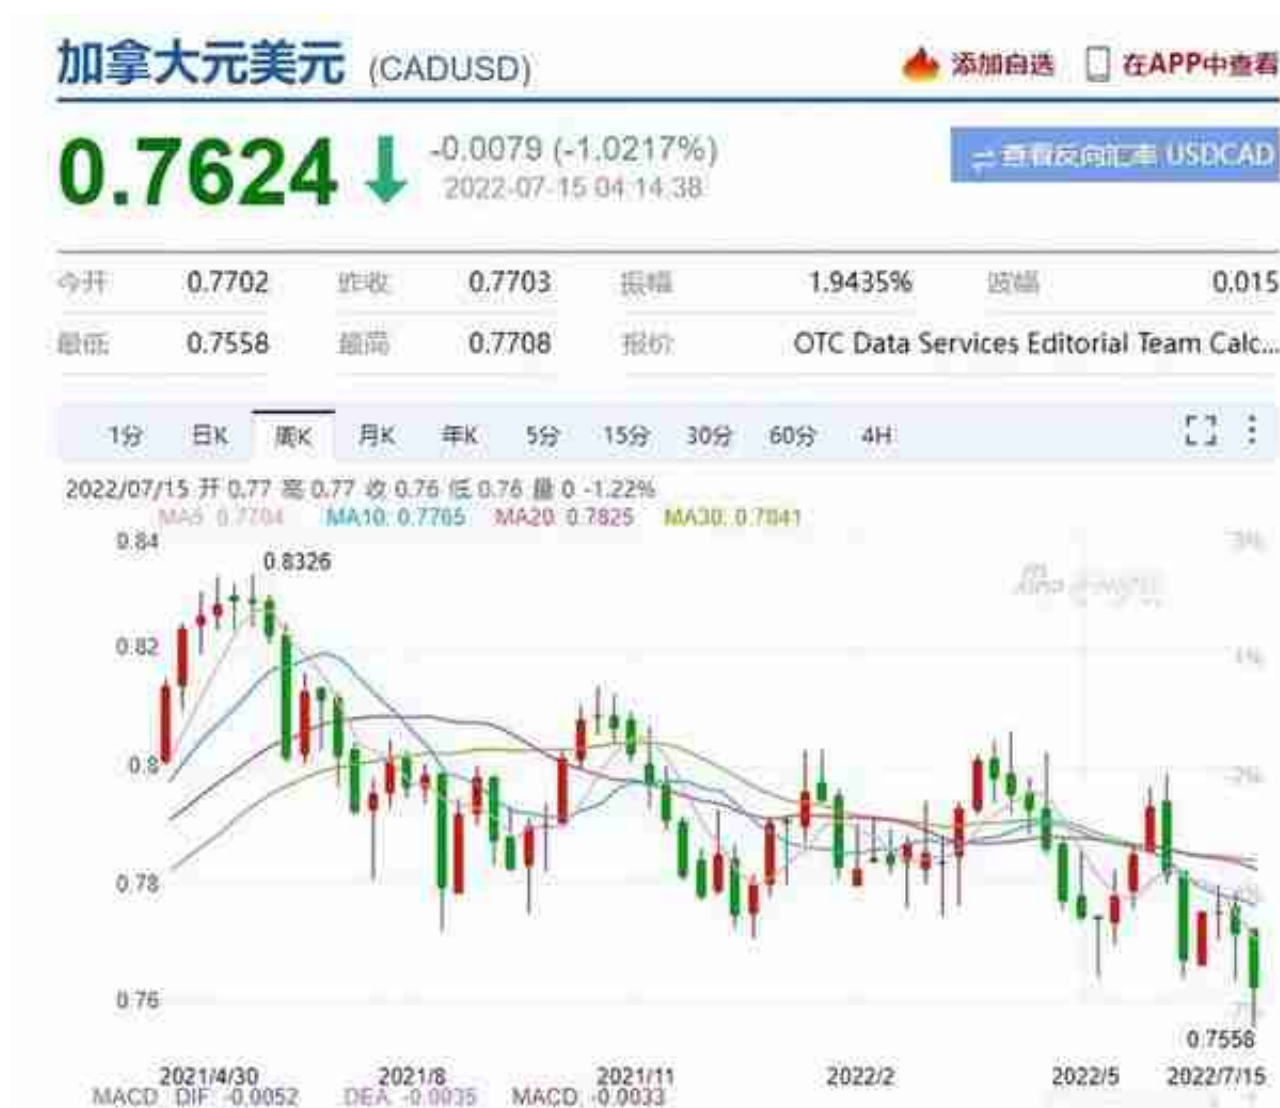 加拿大元美元 (CADUSD) 添加自选 在APP中查看
0.7624 -0.0079 (-1.0217%) 查看反向汇率 USDCAD
2022-07-15 04:14:38
今开 0.7702 昨收 0.7703 振幅 1.9435% 波幅 0.015
最低 0.7558 最高 0.7708 报价 OTC Data Services Editorial Team Calc...
1分 日K 周K 月K 年K 5分 15分 30分 60分 4H
2022/07/15 开 0.77 高 0.77 收 0.76 低 0.76 量 0 -1.22%
MA5: 0.7704 MA10: 0.7765 MA20: 0.7825 MA30: 0.7841
0.84 3%
0.8326
0.82 1%
0.8 -2%
0.78
0.76
0.7558
2021/4/30 2021/8 2021/11 2022/2 2022/5 2022/7/15
MACD DIF: -0.0052 DEA: -0.0035 MACD: -0.0033